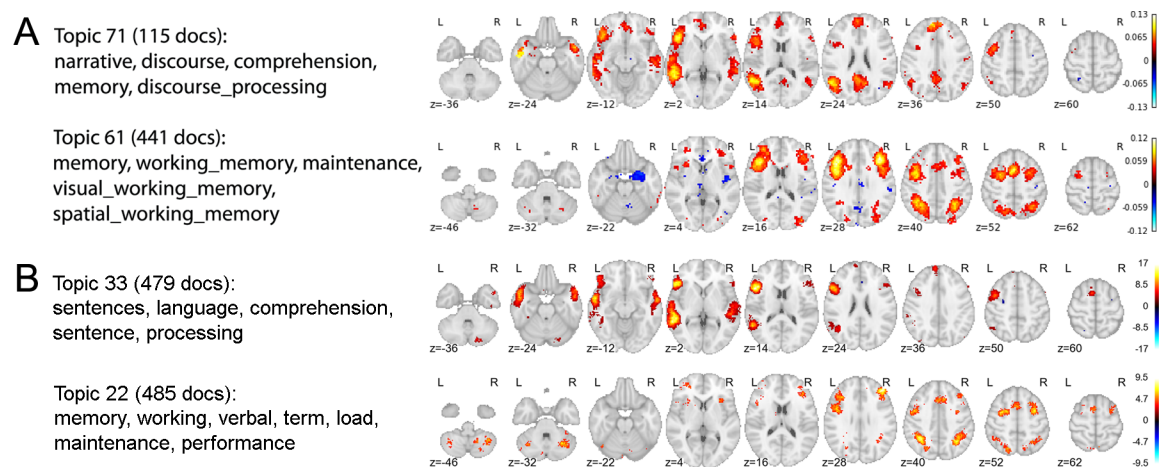 A
Topic 71 (115 docs):
narrative, discourse, comprehension,
memory, discourse_processing
L R L R L R L R L R L R L R L R L R
z=-36 z=-24 z=-12 z=2 z=14 z=24 z=36 z=50 z=60
0.13
0.065
0
-0.065
-0.13
Topic 61 (441 docs):
memory, working_memory, maintenance,
visual_working_memory,
spatial_working_memory
L R L R L R L R L R L R L R L R L R
z=-46 z=-32 z=-22 z=4 z=16 z=28 z=40 z=52 z=62
0.12
0.059
0
-0.059
-0.12
B
Topic 33 (479 docs):
sentences, language, comprehension,
sentence, processing
L R L R L R L R L R L R L R L R L R
z=-36 z=-24 z=-12 z=2 z=14 z=24 z=36 z=50 z=60
17
8.5
0
-8.5
-17
Topic 22 (485 docs):
memory, working, verbal, term, load,
maintenance, performance
L R L R L R L R L R L R L R L R L R
z=-46 z=-32 z=-22 z=4 z=16 z=28 z=40 z=52 z=62
9.5
4.7
0
-4.7
-9.5